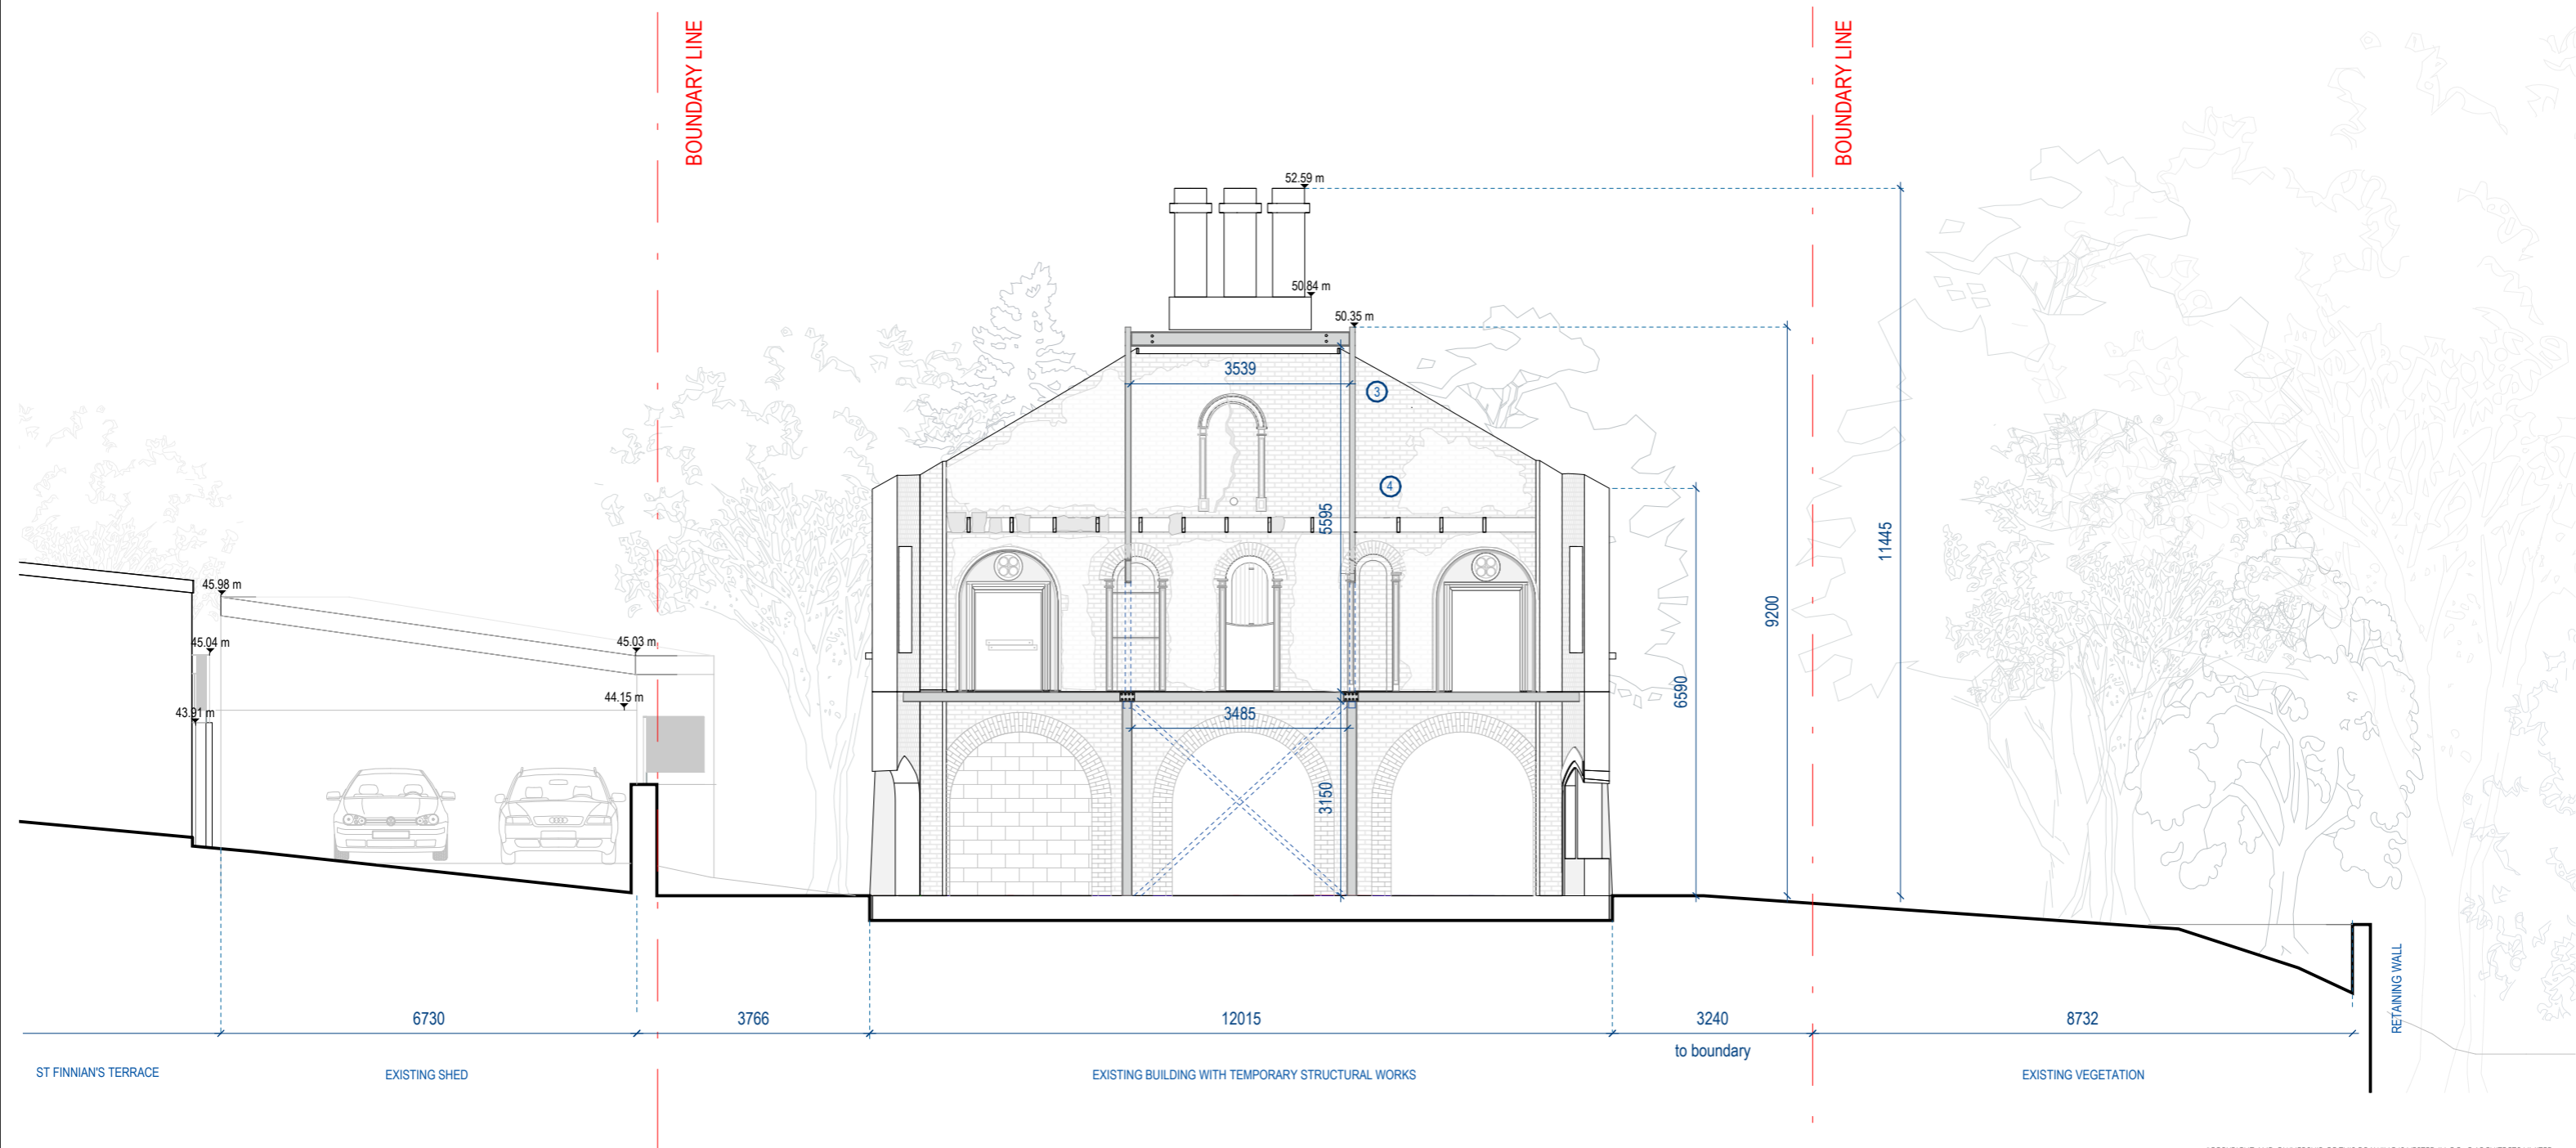 BOUNDARY LINE
BOUNDARY LINE
52.59 m
50.84 m
50.35 m
3539
3
4
5595
11445
9200
6590
45.98 m
45.04 m
45.03 m
44.15 m
43.91 m
3485
3150
6730
3766
12015
3240
8732
to boundary
RETAINING WALL
ST FINNIAN'S TERRACE
EXISTING SHED
EXISTING BUILDING WITH TEMPORARY STRUCTURAL WORKS
EXISTING VEGETATION